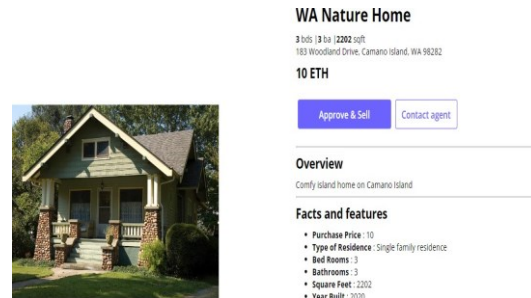 WA Nature Home
3 bds |3 ba |2202 sqft
183 Woodland Drive, Camano Island, WA 98282
10 ETH
Approve & Sell
Contact agent
Overview
Comfy island home on Camano Island
Facts and features
• Purchase Price : 10
• Type of Residence : Single family residence
• Bed Rooms : 3
• Bathrooms : 3
• Square Feet : 2202
• Year Built : 2020